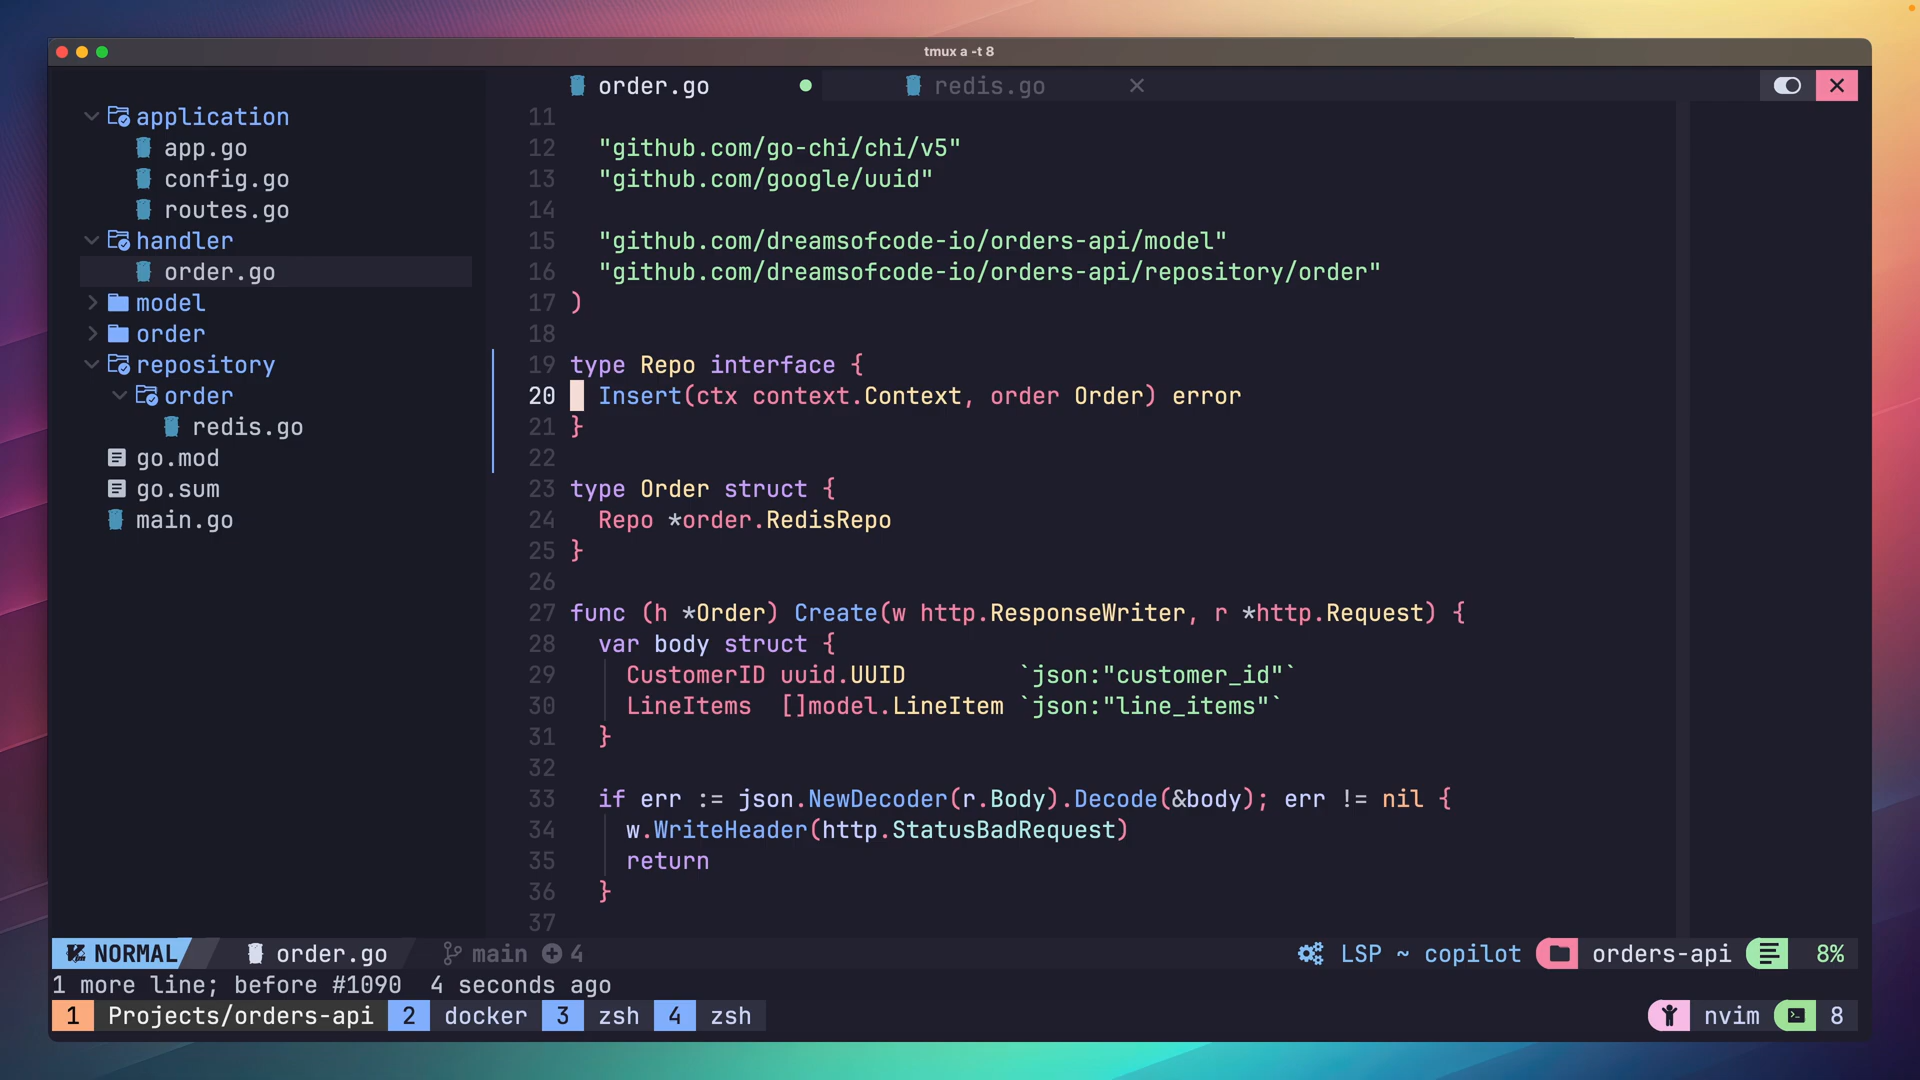 tmux a -t 8
order.go
redis.go
application
app.go
config.go
routes.go
handler
order.go
model
order
repository
order
redis.go
go.mod
go.sum
main.go
11
12 "github.com/go-chi/chi/v5"
13 "github.com/google/uuid"
14
15 "github.com/dreamsofcode-io/orders-api/model"
16 "github.com/dreamsofcode-io/orders-api/repository/order"
17 )
18
19 type Repo interface {
20 Insert(ctx context.Context, order Order) error
21 }
22
23 type Order struct {
24 Repo *order.RedisRepo
25 }
26
27 func (h *Order) Create(w http.ResponseWriter, r *http.Request) {
28 var body struct {
29 CustomerID uuid.UUID `json:"customer_id"`
30 LineItems []model.LineItem `json:"line_items"`
31 }
32
33 if err := json.NewDecoder(r.Body).Decode(&body); err != nil {
34 w.WriteHeader(http.StatusBadRequest)
35 return
36 }
37
NORMAL order.go main 4 LSP ~ copilot orders-api 8%
1 more line; before #1090 4 seconds ago
1 Projects/orders-api 2 docker 3 zsh 4 zsh nvim 8